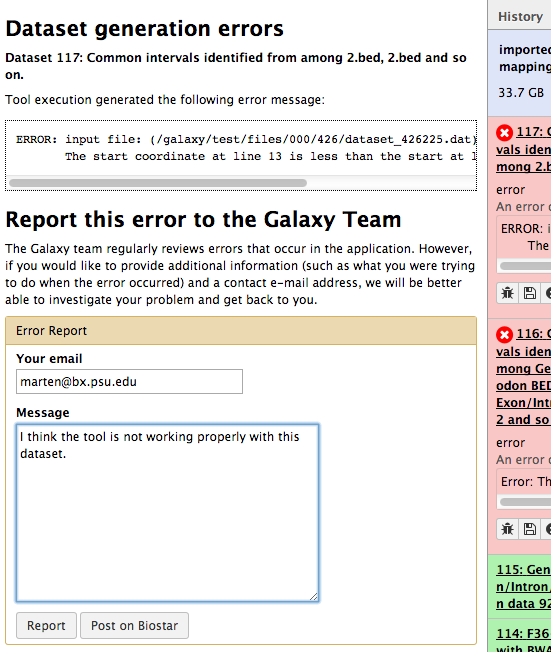 Dataset generation errors
Dataset 117: Common intervals identified from among 2.bed, 2.bed and so
on.
Tool execution generated the following error message:
ERROR: input file: (/galaxy/test/files/000/426/dataset_426225.dat)
The start coordinate at line 13 is less than the start at l
Report this error to the Galaxy Team
The Galaxy team regularly reviews errors that occur in the application. However,
if you would like to provide additional information (such as what you were trying
to do when the error occurred) and a contact e-mail address, we will be better
able to investigate your problem and get back to you.
Error Report
Your email
marten@bx.psu.edu
Message
I think the tool is not working properly with this
dataset.
Report
Post on Biostar
History
imported
mapping
33.7 GB
117: C
vals iden
mong 2.b
error
An error o
ERROR: i
The
116: C
vals iden
mong Ge
odon BED
Exon/Int
2 and so
error
An error o
Error: Th
115: Gen
n/Intron/
n data 92
114: F36
with BWA